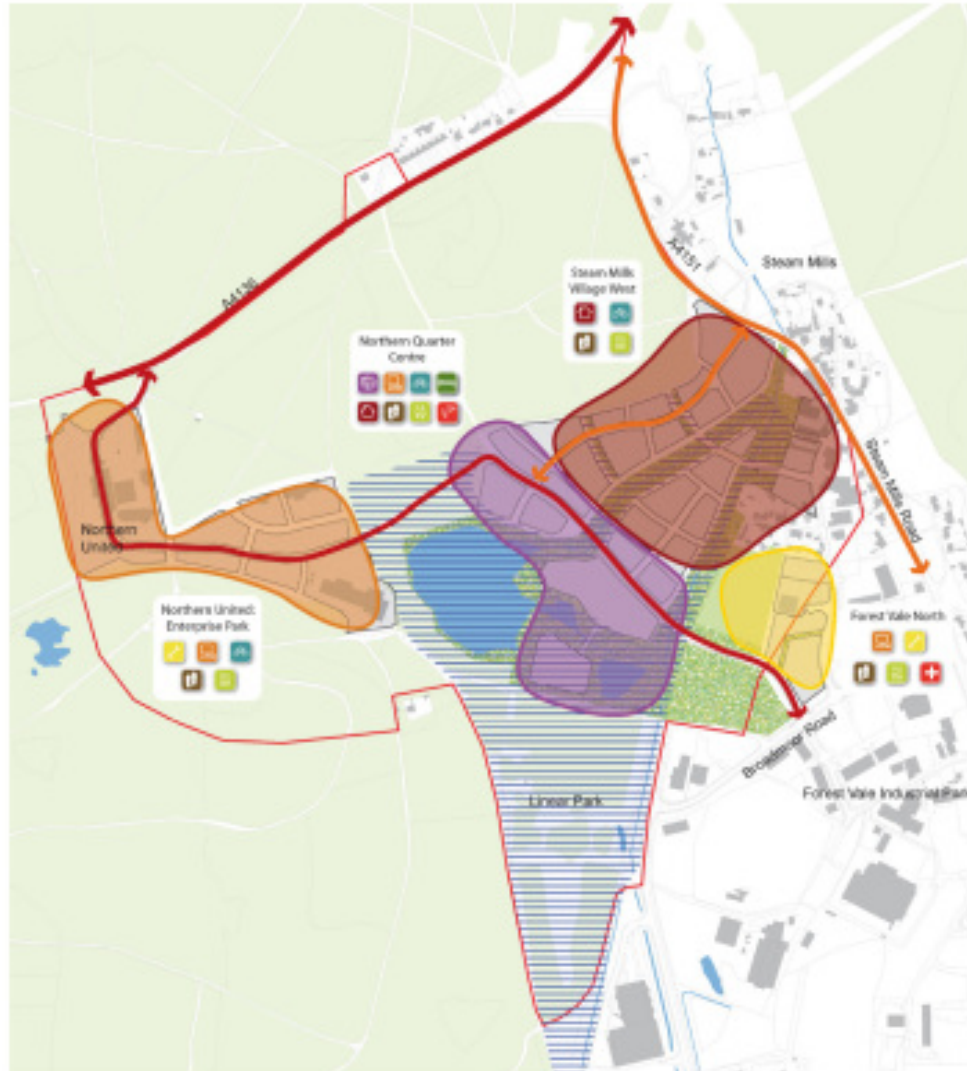 A4136
A4151
Steam Mills
Steam Mills
Village West
Northern Quarter
Centre
Steam Mills Road
Northern
United
Northern United:
Enterprise Park
Forest Vale North
Broadmoor Road
Linear Park
Forest Vale Industrial Park